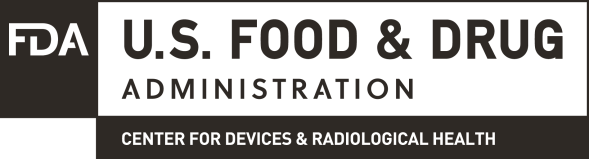 FDA
U.S. FOOD & DRUG
ADMINISTRATION
CENTER FOR DEVICES & RADIOLOGICAL HEALTH